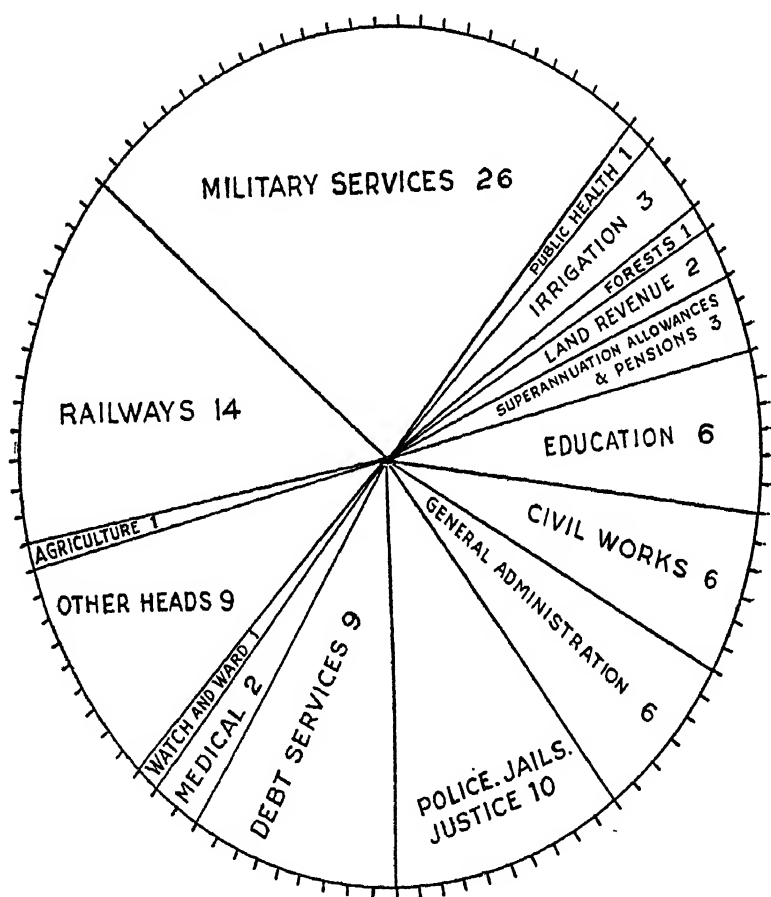 MILITARY SERVICES 26
PUBLIC HEALTH 1
IRRIGATION 3
FORESTS 1
LAND REVENUE 2
SUPERANNUATION ALLOWANCES
& PENSIONS 3
EDUCATION 6
CIVIL WORKS 6
GENERAL ADMINISTRATION 6
POLICE. JAILS.
JUSTICE 10
DEBT SERVICES 9
MEDICAL 2
WATCH AND WARD 1
OTHER HEADS 9
AGRICULTURE 1
RAILWAYS 14